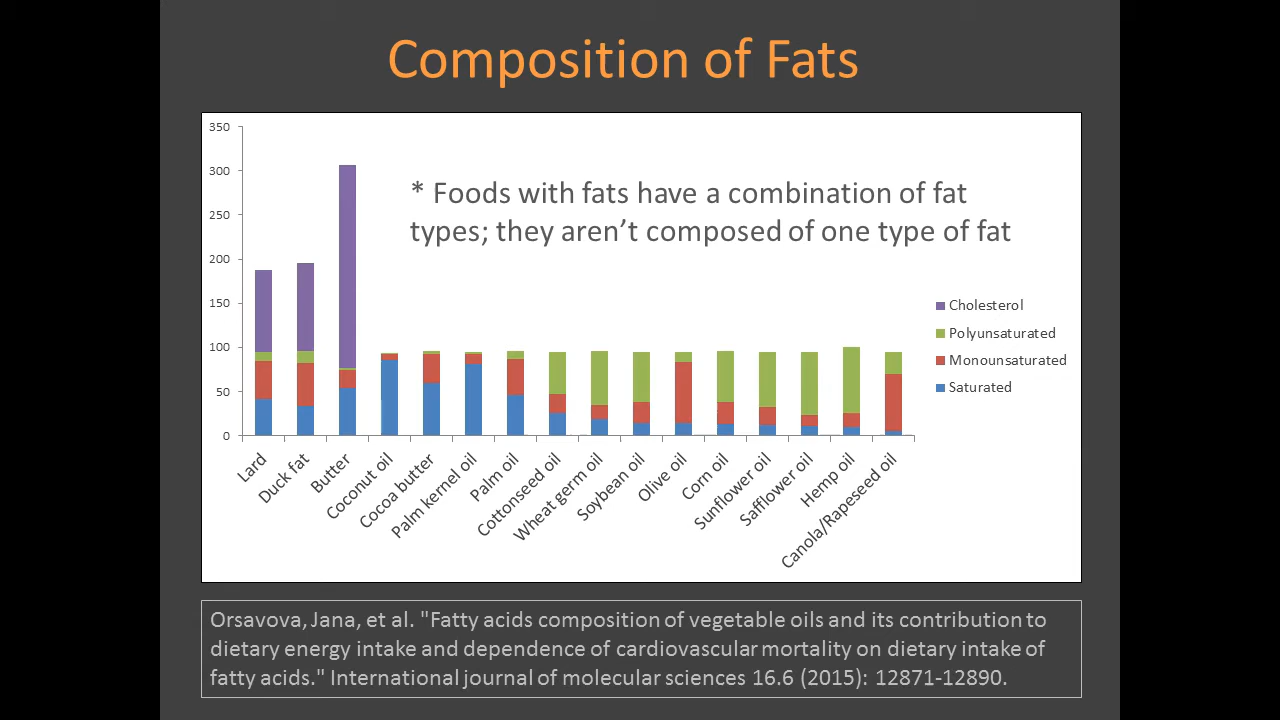 Composition of Fats
350
300
250
200
150
100
50
0
* Foods with fats have a combination of fat
types; they aren’t composed of one type of fat
Cholesterol
Polyunsaturated
Monounsaturated
Saturated
Lard
Duck fat
Butter
Coconut oil
Cocoa butter
Palm kernel oil
Palm oil
Cottonseed oil
Wheat germ oil
Soybean oil
Olive oil
Corn oil
Sunflower oil
Safflower oil
Hemp oil
Canola/Rapeseed oil
Orsavova, Jana, et al. "Fatty acids composition of vegetable oils and its contribution to
dietary energy intake and dependence of cardiovascular mortality on dietary intake of
fatty acids." International journal of molecular sciences 16.6 (2015): 12871-12890.